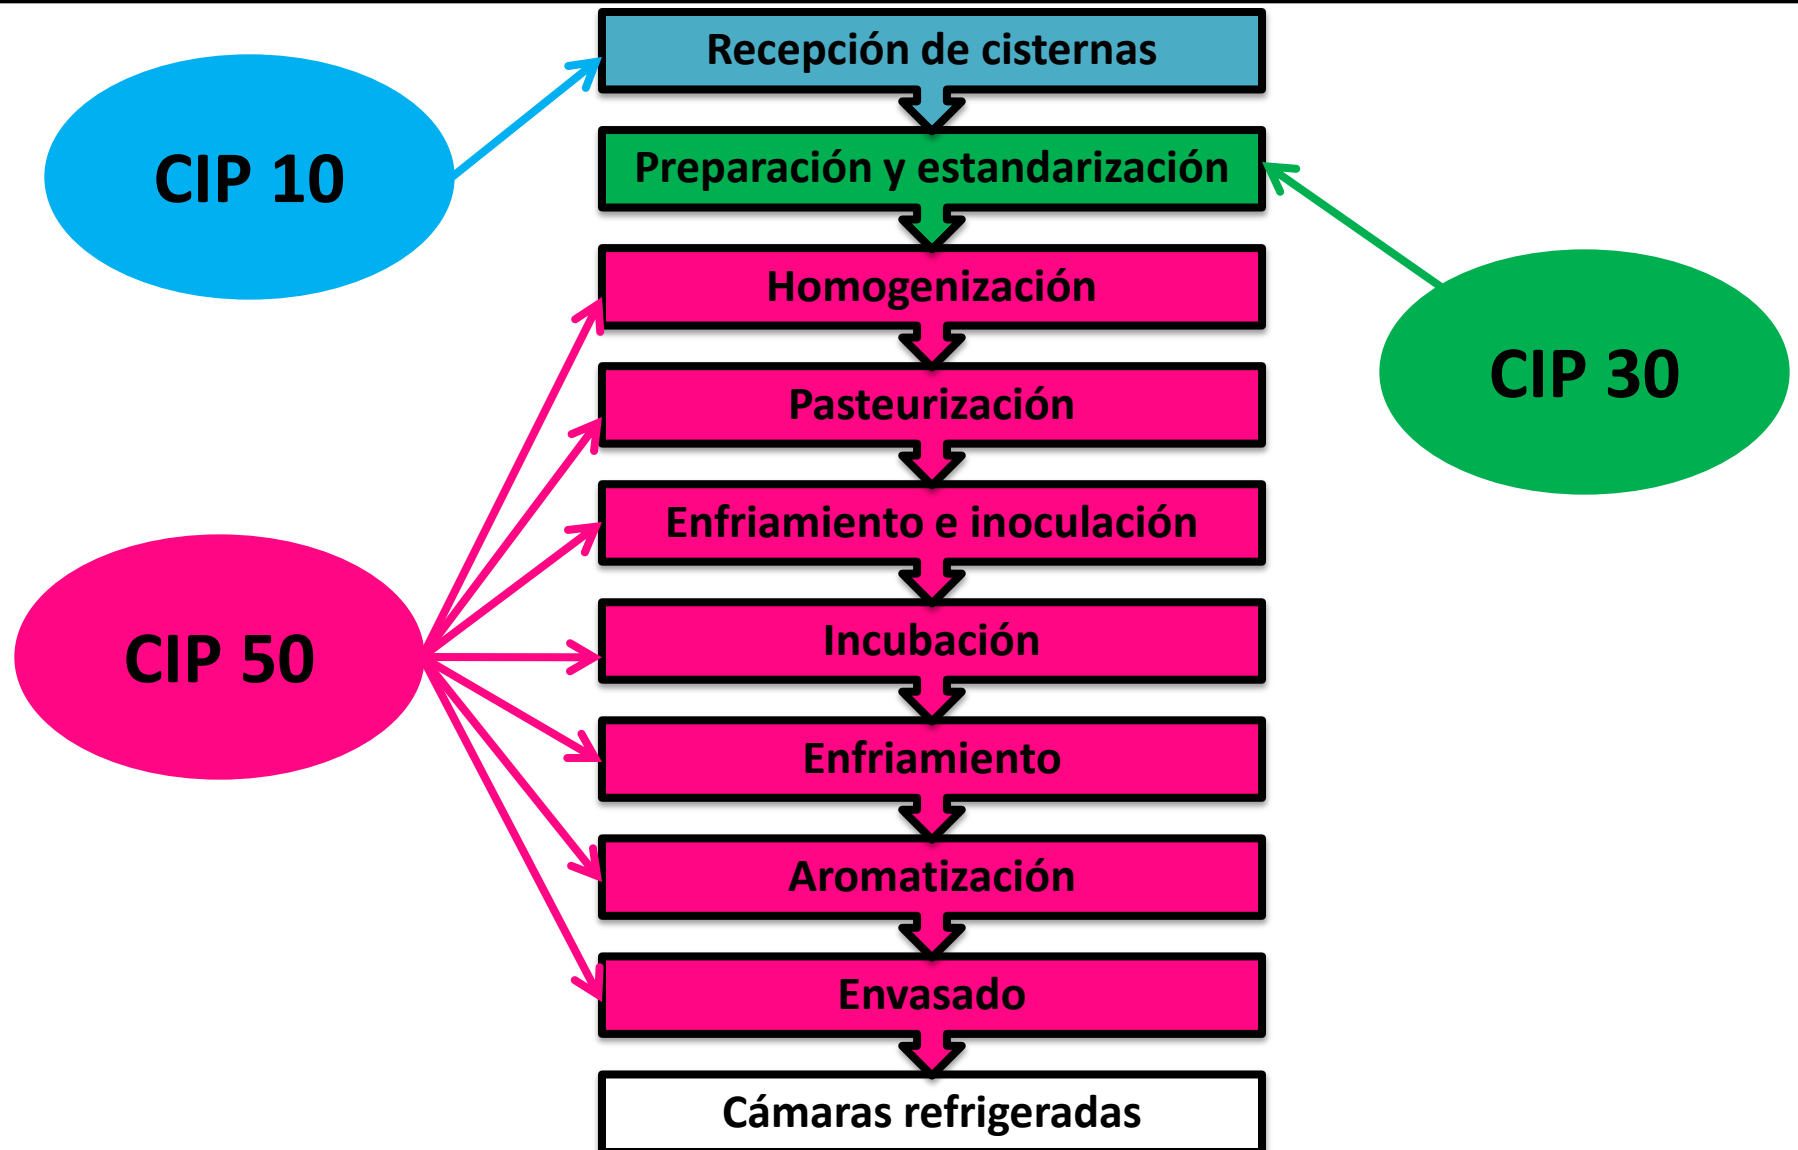 Recepción de cisternas
CIP 10
Preparación y estandarización
Homogenización
CIP 30
Pasteurización
Enfriamiento e inoculación
CIP 50
Incubación
Enfriamiento
Aromatización
Envasado
Cámaras refrigeradas